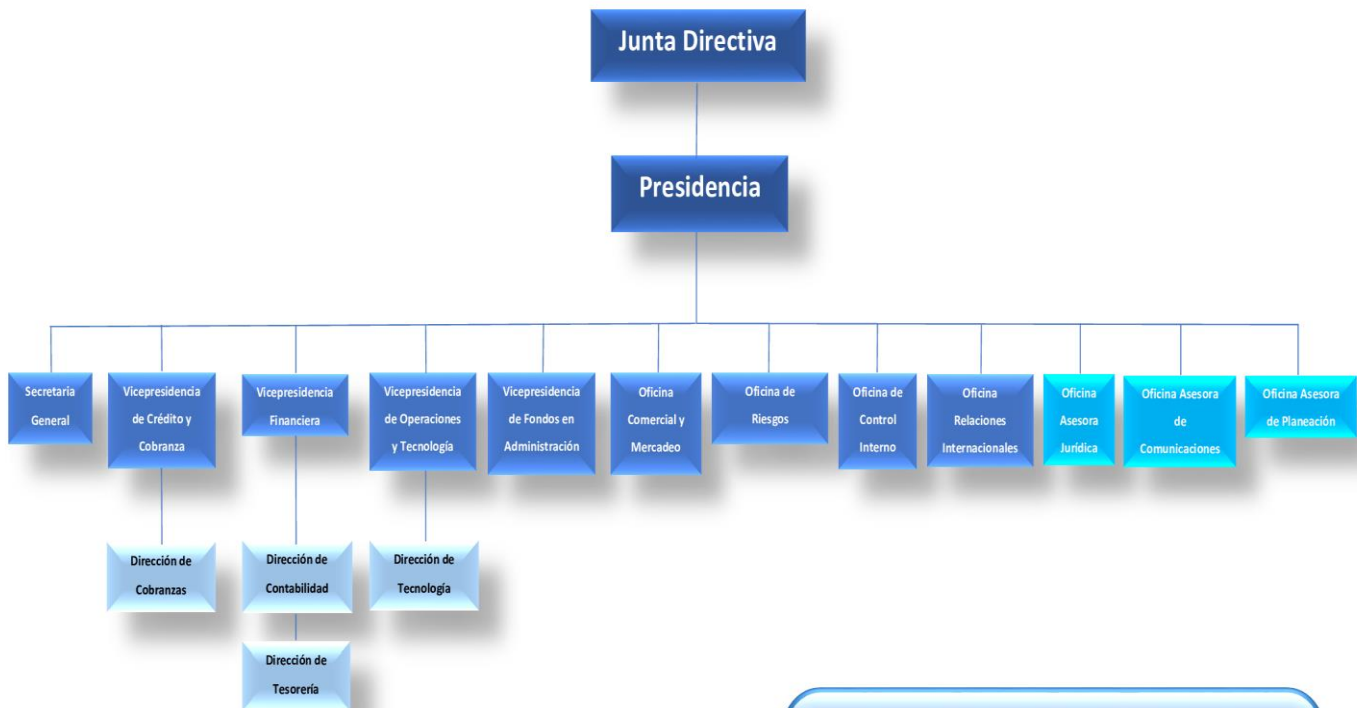 Junta Directiva
Presidencia
Secretaria
General
Vicepresidencia
de Crédito y
Cobranza
Vicepresidencia
Financiera
Vicepresidencia
de Operaciones
y Tecnología
Vicepresidencia
de Fondos en
Administración
Oficina
Comercial y
Mercadeo
Oficina de
Riesgos
Oficina de
Control
Interno
Oficina
Relaciones
Internacionales
Oficina
Asesora
Jurídica
Oficina Asesora
de
Comunicaciones
Oficina Asesora
de Planeación
Dirección de
Cobranzas
Dirección de
Contabilidad
Dirección de
Tecnología
Dirección de
Tesorería